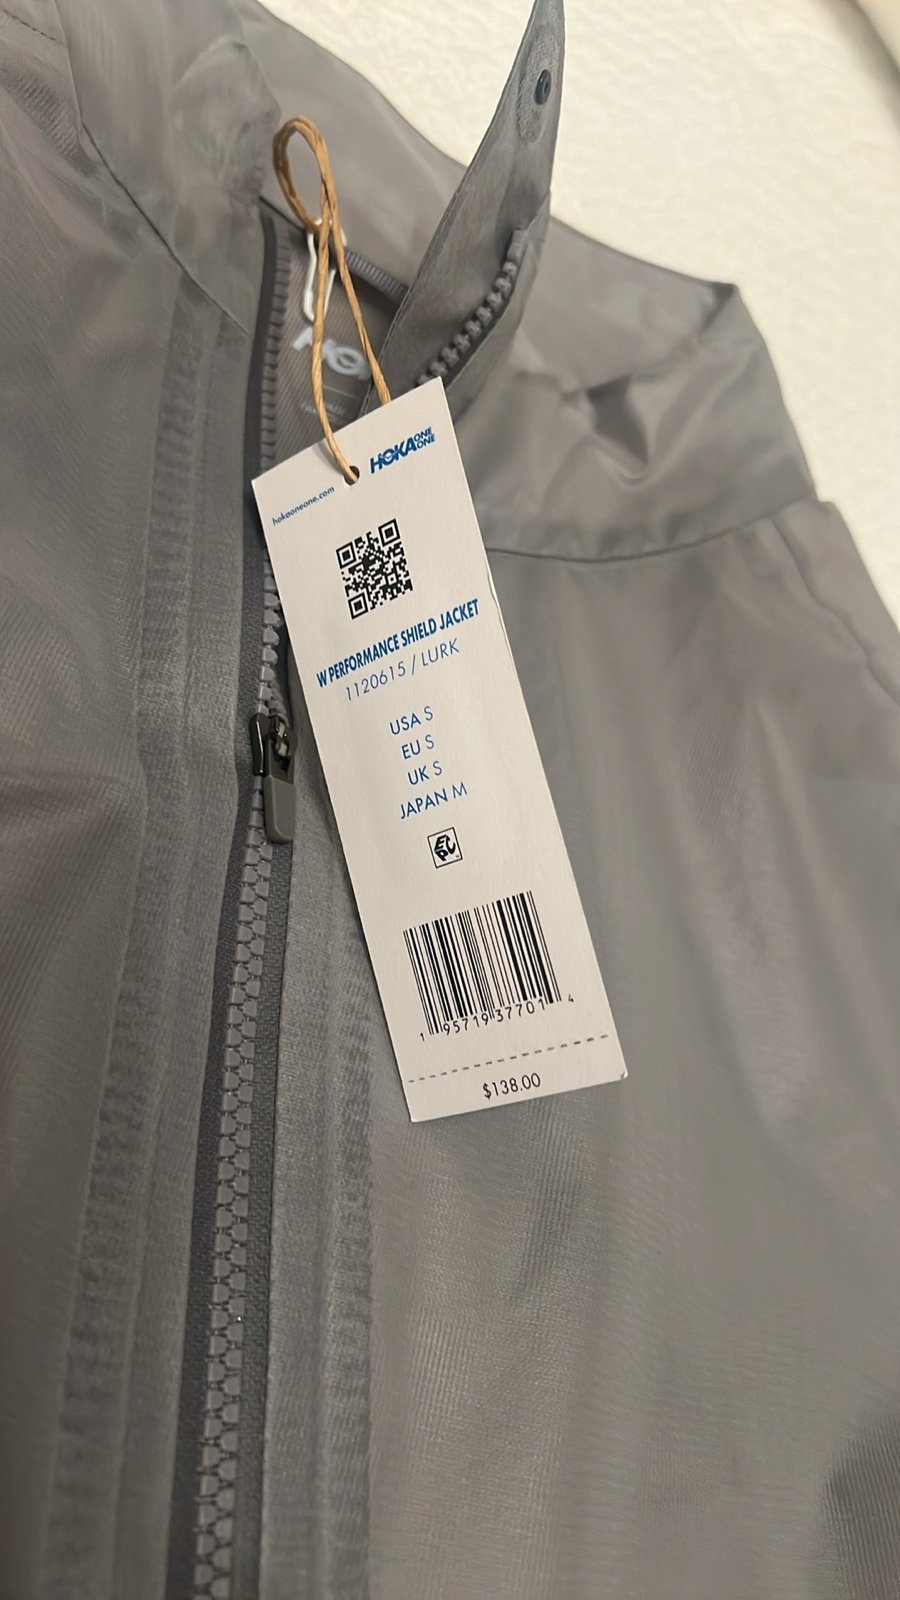 HOKA ONE ONE
hokaoneone.com
W PERFORMANCE SHIELD JACKET
1120615 / LURK
USA S
EU S
UK S
JAPAN M
EPC
1 95719 37701 4
$138.00